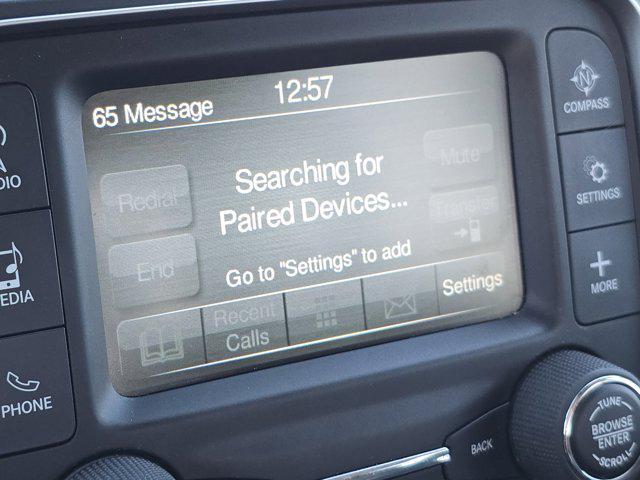 65 Message
12:57
COMPASS
Searching for
Paired Devices...
Redial
Mute
SETTINGS
End
Transfer
Go to "Settings" to add
MORE
Recent
Calls
Settings
PHONE
TUNE
BROWSE
ENTER
SCROLL
BACK